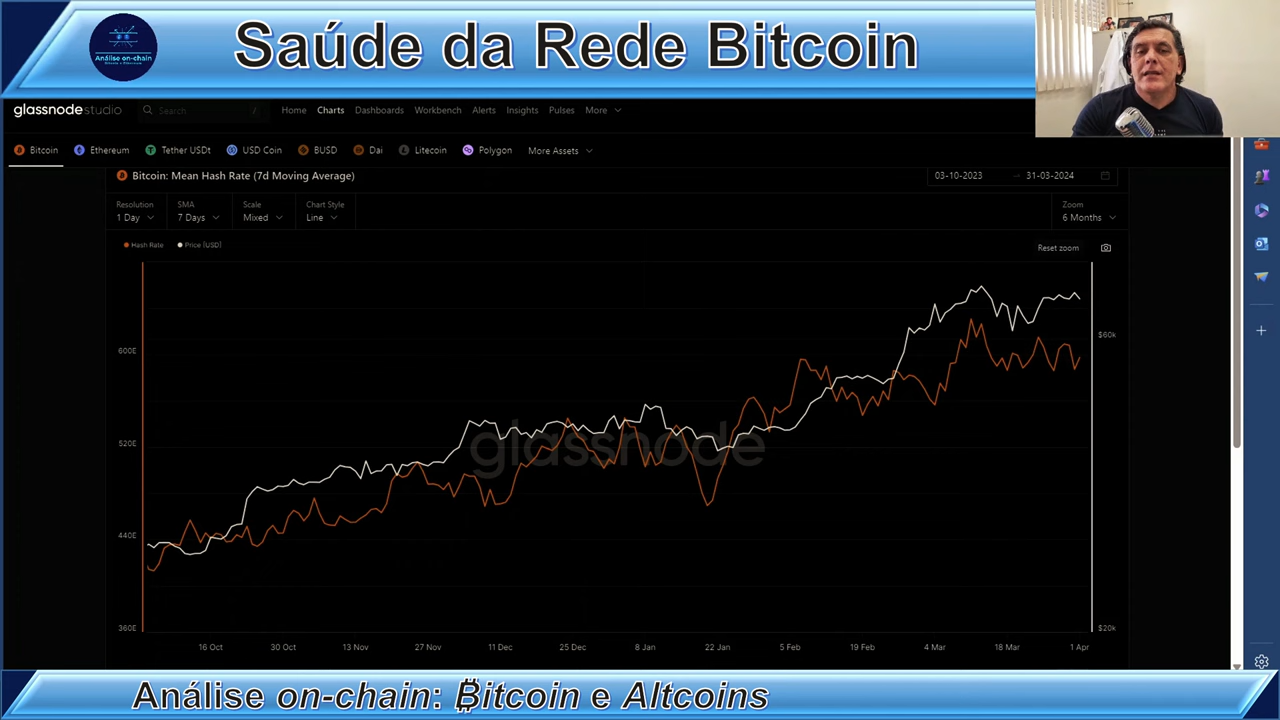 Saúde da Rede Bitcoin
Análise on-chain
glassnodestudio
Search
/
Home
Charts
Dashboards
Workbench
Alerts
Insights
Pulses
More
Bitcoin
Ethereum
Tether USDt
USD Coin
BUSD
Dai
Litecoin
Polygon
More Assets
Bitcoin: Mean Hash Rate (7d Moving Average)
03-10-2023 → 31-03-2024
Resolution
1 Day
SMA
7 Days
Scale
Mixed
Chart Style
Line
Zoom
6 Months
Hash Rate
Price [USD]
Reset zoom
600E
520E
440E
360E
$60k
$20k
glassnode
16 Oct
30 Oct
13 Nov
27 Nov
11 Dec
25 Dec
8 Jan
22 Jan
5 Feb
19 Feb
4 Mar
18 Mar
1 Apr
Análise on-chain: ₿itcoin e Altcoins